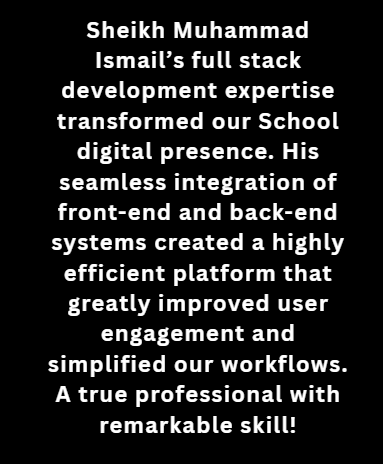 Sheikh Muhammad
Ismail’s full stack
development expertise
transformed our School
digital presence. His
seamless integration of
front-end and back-end
systems created a highly
efficient platform that
greatly improved user
engagement and
simplified our workflows.
A true professional with
remarkable skill!